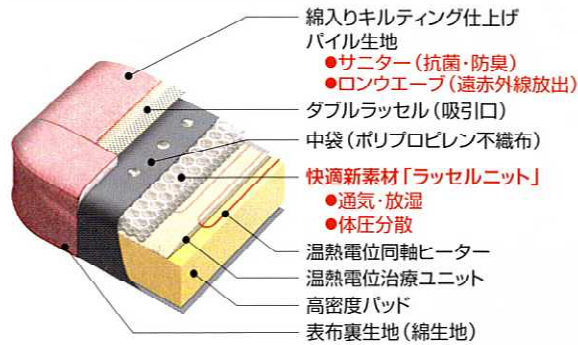 綿入りキルティング仕上げ
パイル生地
●サニター(抗菌・防臭)
●ロンウエーブ(遠赤外線放出)
ダブルラッセル(吸引口)
中袋(ポリプロピレン不織布)
快適新素材「ラッセルニット」
●通気・放湿
●体圧分散
温熱電位同軸ヒーター
温熱電位治療ユニット
高密度パッド
表布裏生地(綿生地)